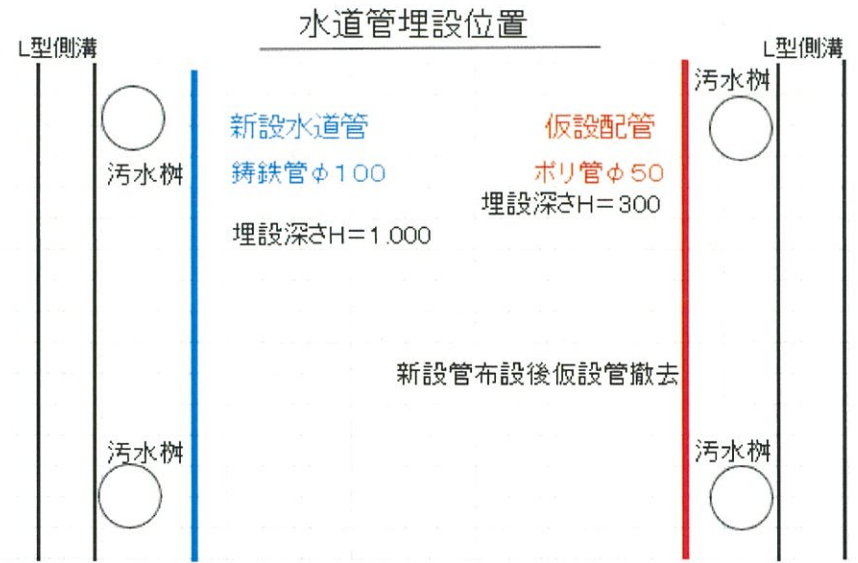 水道管埋設位置
L型側溝
L型側溝
汚水桝
新設水道管
仮設配管
汚水桝
鋳鉄管φ100
ポリ管φ50
埋設深さH=300
埋設深さH=1.000
新設管布設後仮設管撤去
汚水桝
汚水桝